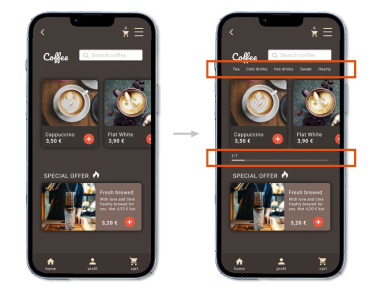 Coffee
Search coffee
Cappuccino
3,50 €
Flat White
3,90 €
SPECIAL OFFER
Fresh brewed
With love and time
freshly brewed for
you. Not 4,20 € but
3,20 €
home
profil
cart
Coffee
Search coffee
Tea
Cold drinks
Hot drinks
Sweet
Hearty
Cappuccino
3,50 €
Flat White
3,90 €
1/7
SPECIAL OFFER
Fresh brewed
With love and time
freshly brewed for
you. Not 4,20 € but
3,20 €
home
profil
cart